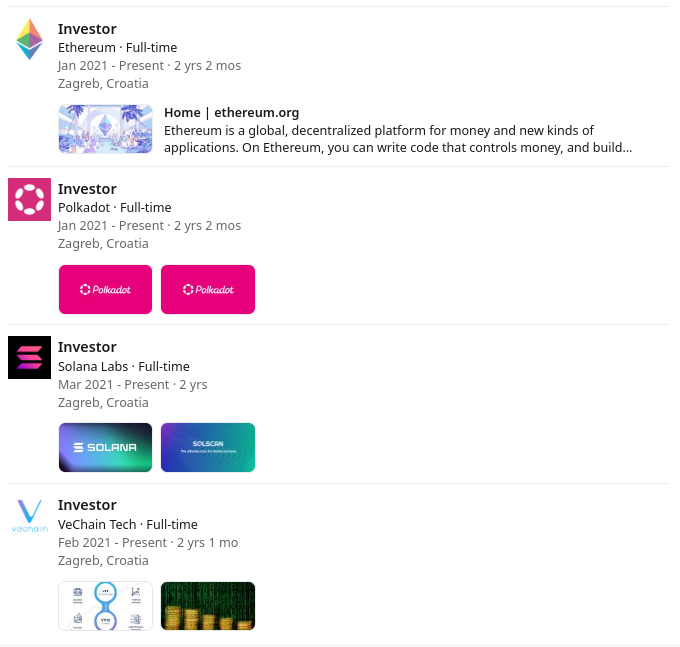 Investor
Ethereum · Full-time
Jan 2021 - Present · 2 yrs 2 mos
Zagreb, Croatia
Home | ethereum.org
Ethereum is a global, decentralized platform for money and new kinds of
applications. On Ethereum, you can write code that controls money, and build...
Investor
Polkadot · Full-time
Jan 2021 - Present · 2 yrs 2 mos
Zagreb, Croatia
Polkadot
Polkadot
Investor
Solana Labs · Full-time
Mar 2021 - Present · 2 yrs
Zagreb, Croatia
SOLANA
SOLSCAN
vechain
Investor
VeChain Tech · Full-time
Feb 2021 - Present · 2 yrs 1 mo
Zagreb, Croatia